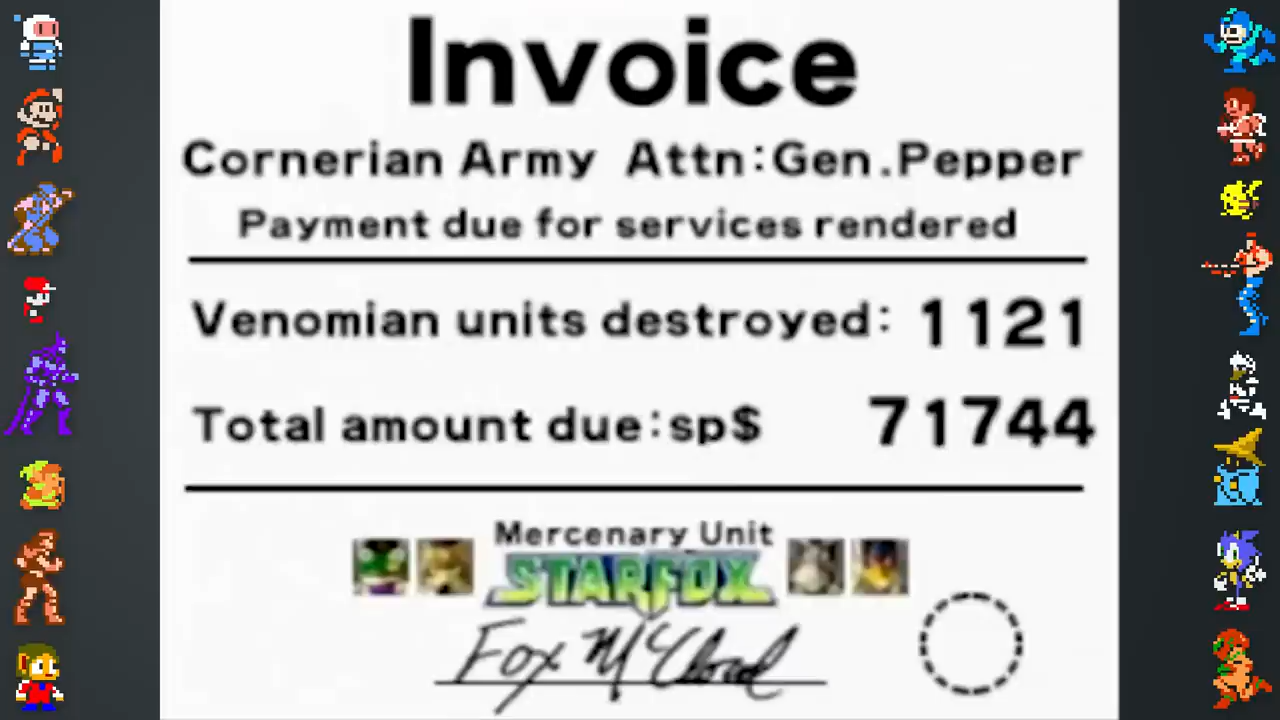 Invoice
Cornerian Army Attn:Gen.Pepper
Payment due for services rendered
Venomian units destroyed: 1121
Total amount due:sp$ 71744
Mercenary Unit
STARFOX
Fox McCloud